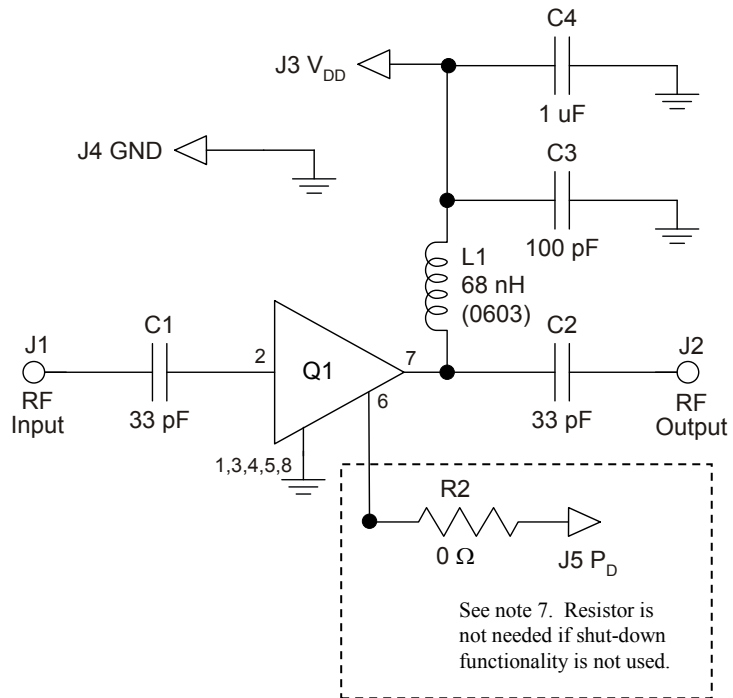 C4
J3 V_DD
1 uF
J4 GND
C3
100 pF
L1
68 nH
(0603)
C1
C2
J1
J2
2
Q1
7
6
RF
Input
33 pF
33 pF
RF
Output
1,3,4,5,8
R2
0 Ω
J5 P_D
See note 7. Resistor is
not needed if shut-down
functionality is not used.